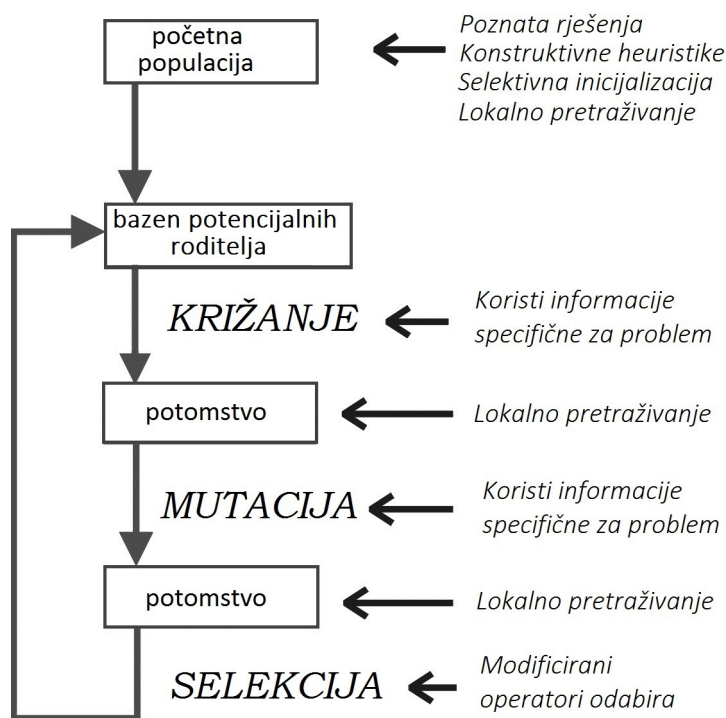 početna
populacija
Poznata rješenja
Konstruktivne heuristike
Selektivna inicijalizacija
Lokalno pretraživanje
bazen potencijalnih
roditelja
KRIŽANJE
Koristi informacije
specifične za problem
potomstvo
Lokalno pretraživanje
MUTACIJA
Koristi informacije
specifične za problem
potomstvo
Lokalno pretraživanje
SELEKCIJA
Modificirani
operatori odabira